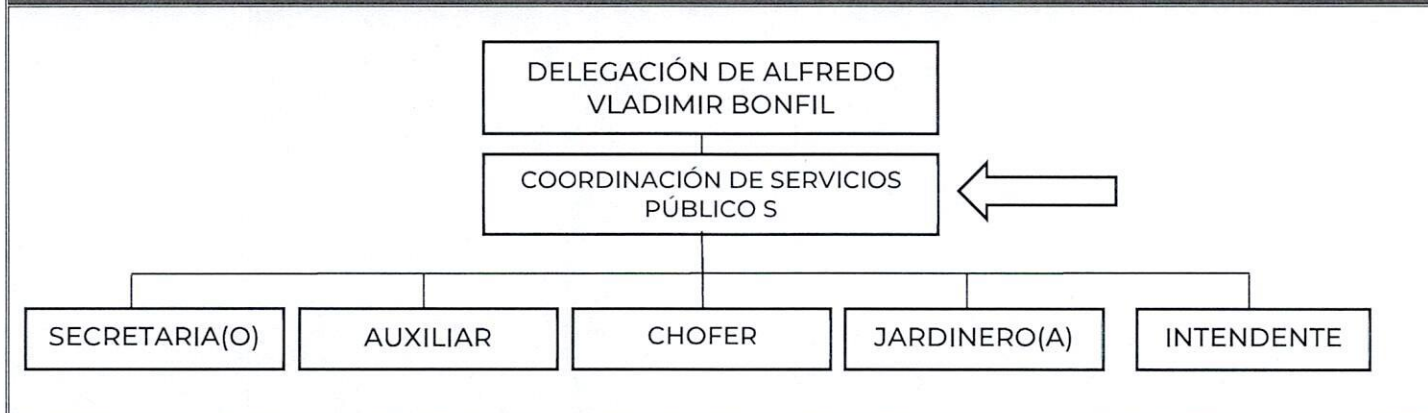 DELEGACIÓN DE ALFREDO
VLADIMIR BONFIL
COORDINACIÓN DE SERVICIOS
PÚBLICO S
SECRETARIA(O)
AUXILIAR
CHOFER
JARDINERO(A)
INTENDENTE